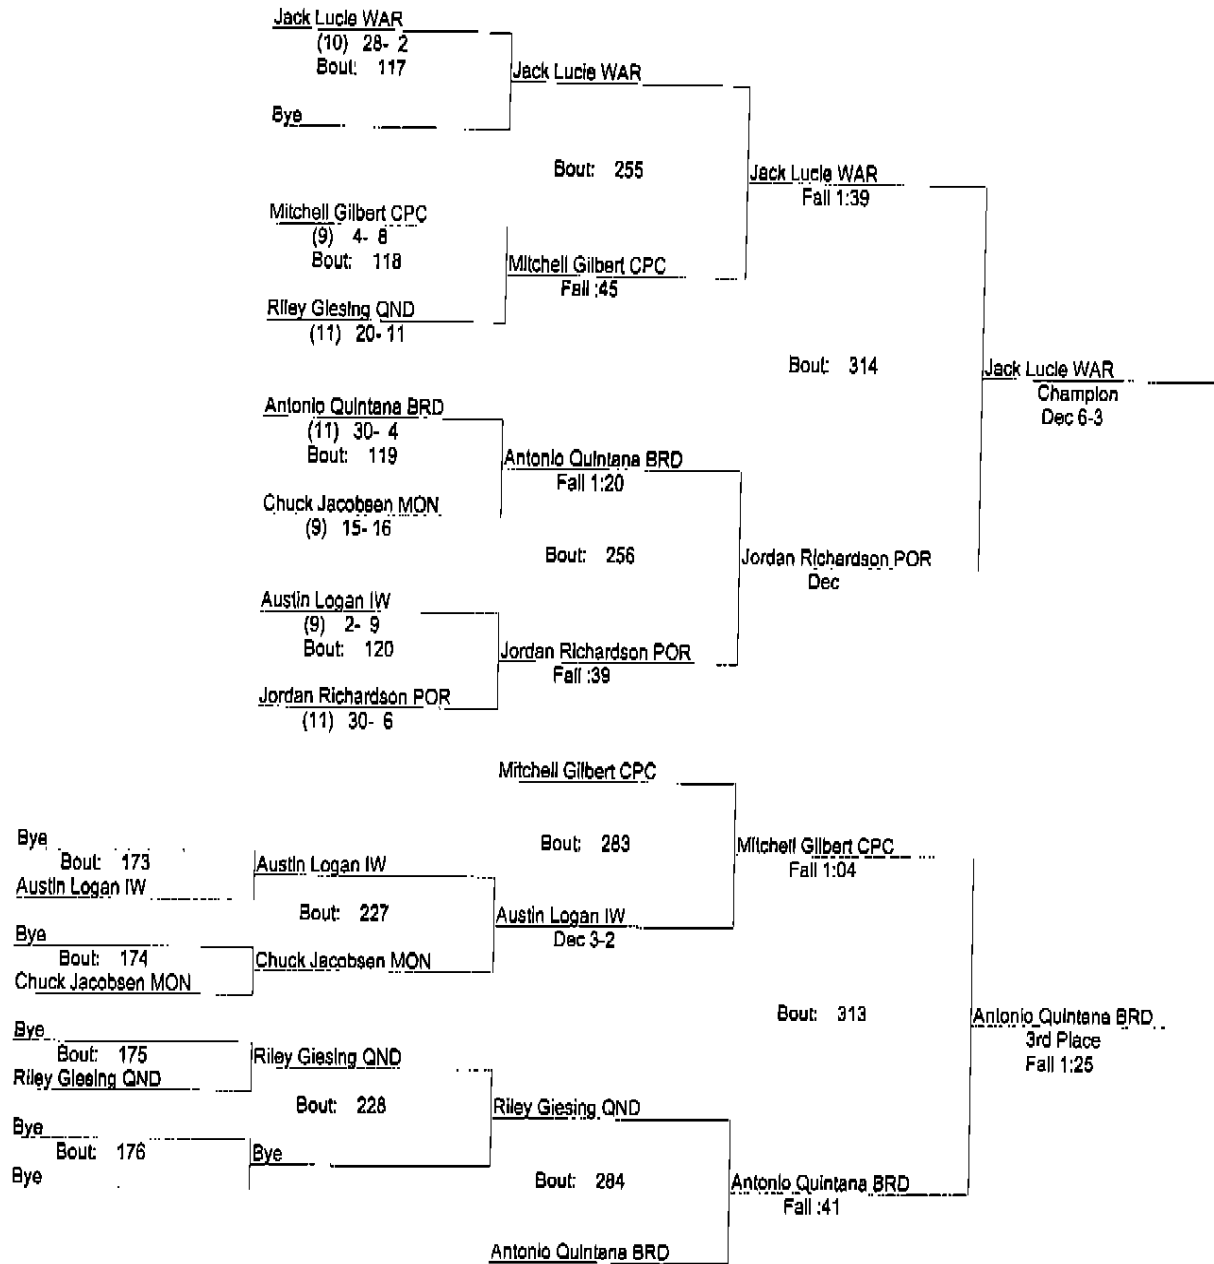 Jack Lucie WAR
(10) 28- 2
Bout: 117
Jack Lucie WAR
Bye
Bout: 255
Jack Lucie WAR
Fall 1:39
Mitchell Gilbert CPC
(9) 4- 8
Bout: 118
Mitchell Gilbert CPC
Fall :45
Riley Giesing QND
(11) 20- 11
Bout: 314
Jack Lucie WAR
Champion
Dec 6-3
Antonio Quintana BRD
(11) 30- 4
Bout: 119
Antonio Quintana BRD
Fall 1:20
Chuck Jacobsen MON
(9) 15- 16
Bout: 256
Jordan Richardson POR
Dec
Austin Logan IW
(9) 2- 9
Bout: 120
Jordan Richardson POR
Fall :39
Jordan Richardson POR
(11) 30- 6
Mitchell Gilbert CPC
Bye
Bout: 173
Austin Logan IW
Austin Logan IW
Bout: 283
Mitchell Gilbert CPC
Fall 1:04
Bout: 227
Austin Logan IW
Dec 3-2
Bye
Bout: 174
Chuck Jacobsen MON
Chuck Jacobsen MON
Bout: 313
Antonio Quintana BRD
3rd Place
Fall 1:25
Bye
Bout: 175
Riley Giesing QND
Riley Giesing QND
Bout: 228
Riley Giesing QND
Bye
Bout: 176
Bye
Bye
Bout: 284
Antonio Quintana BRD
Fall :41
Antonio Quintana BRD